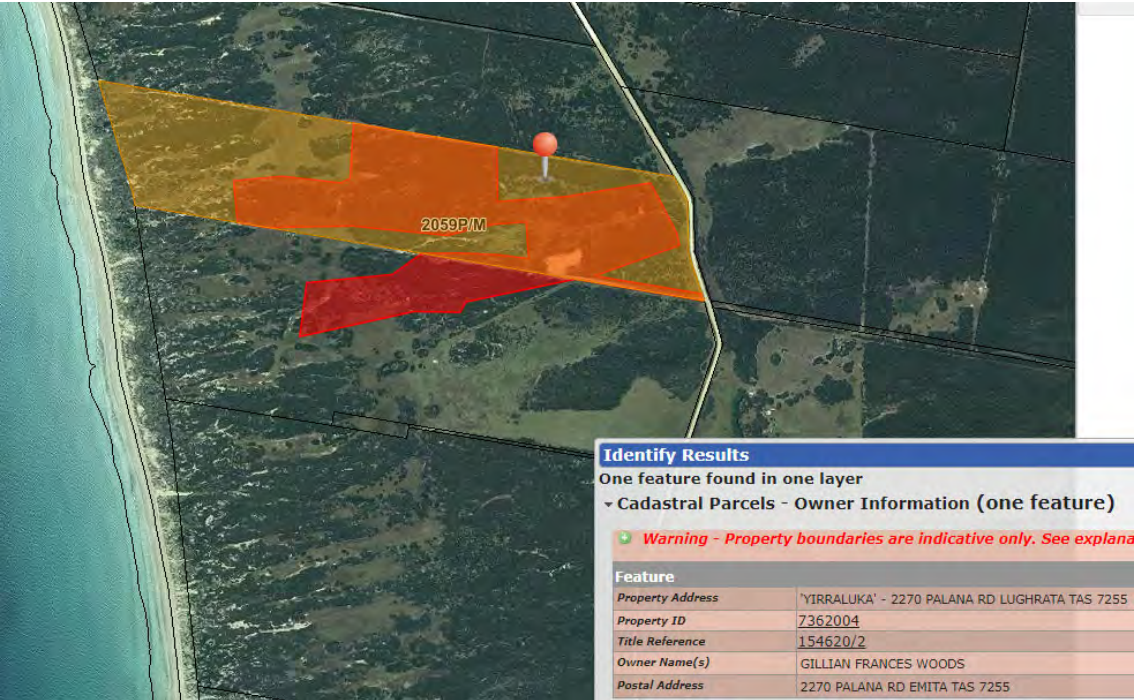 2059P/M
Identify Results
One feature found in one layer
Cadastral Parcels - Owner Information (one feature)
Warning - Property boundaries are indicative only. See explana
Feature
Property Address 'YIRRALUKA' - 2270 PALANA RD LUGHRATA TAS 7255
Property ID 7362004
Title Reference 154620/2
Owner Name(s) GILLIAN FRANCES WOODS
Postal Address 2270 PALANA RD EMITA TAS 7255